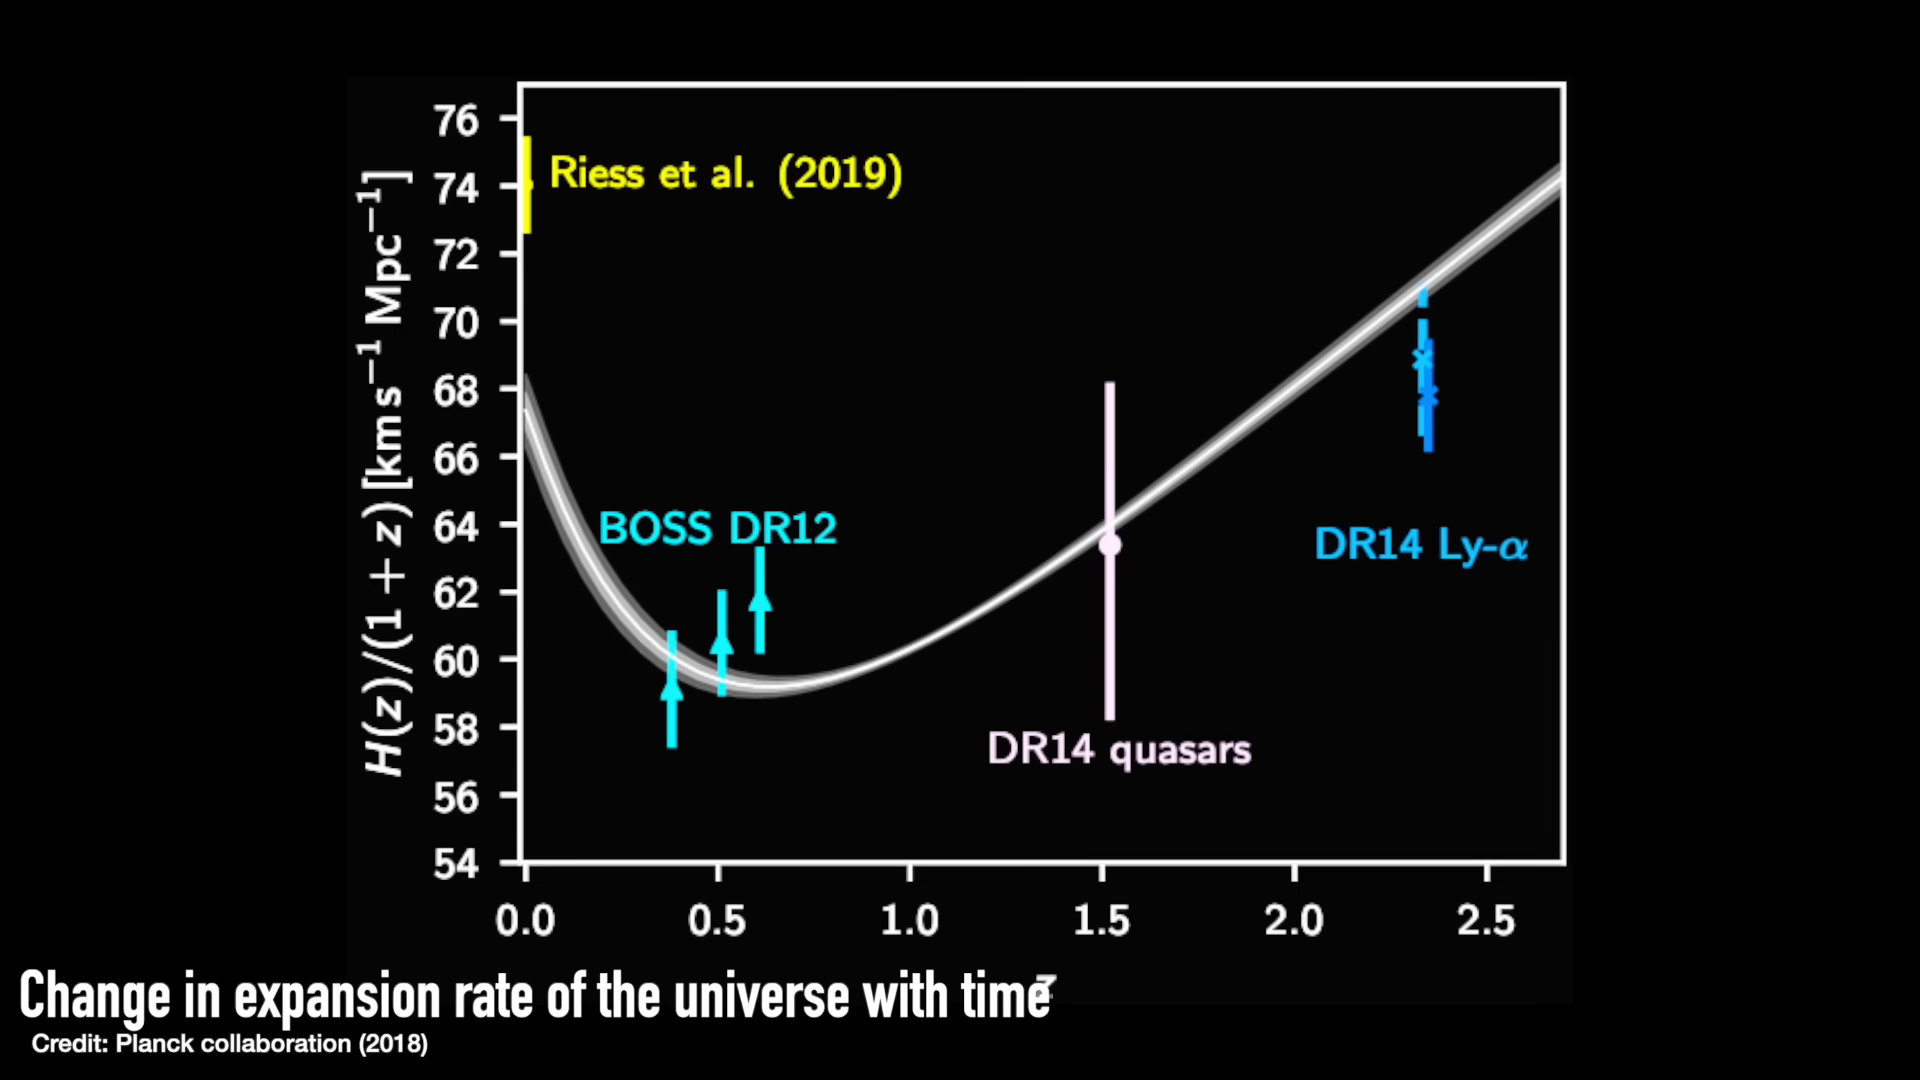 76
74
72
70
68
66
64
62
60
58
56
54
H(z)/(1 + z) [km s⁻¹ Mpc⁻¹]
Riess et al. (2019)
BOSS DR12
DR14 quasars
DR14 Ly-α
0.0 0.5 1.0 1.5 2.0 2.5
z
Change in expansion rate of the universe with time
Credit: Planck collaboration (2018)